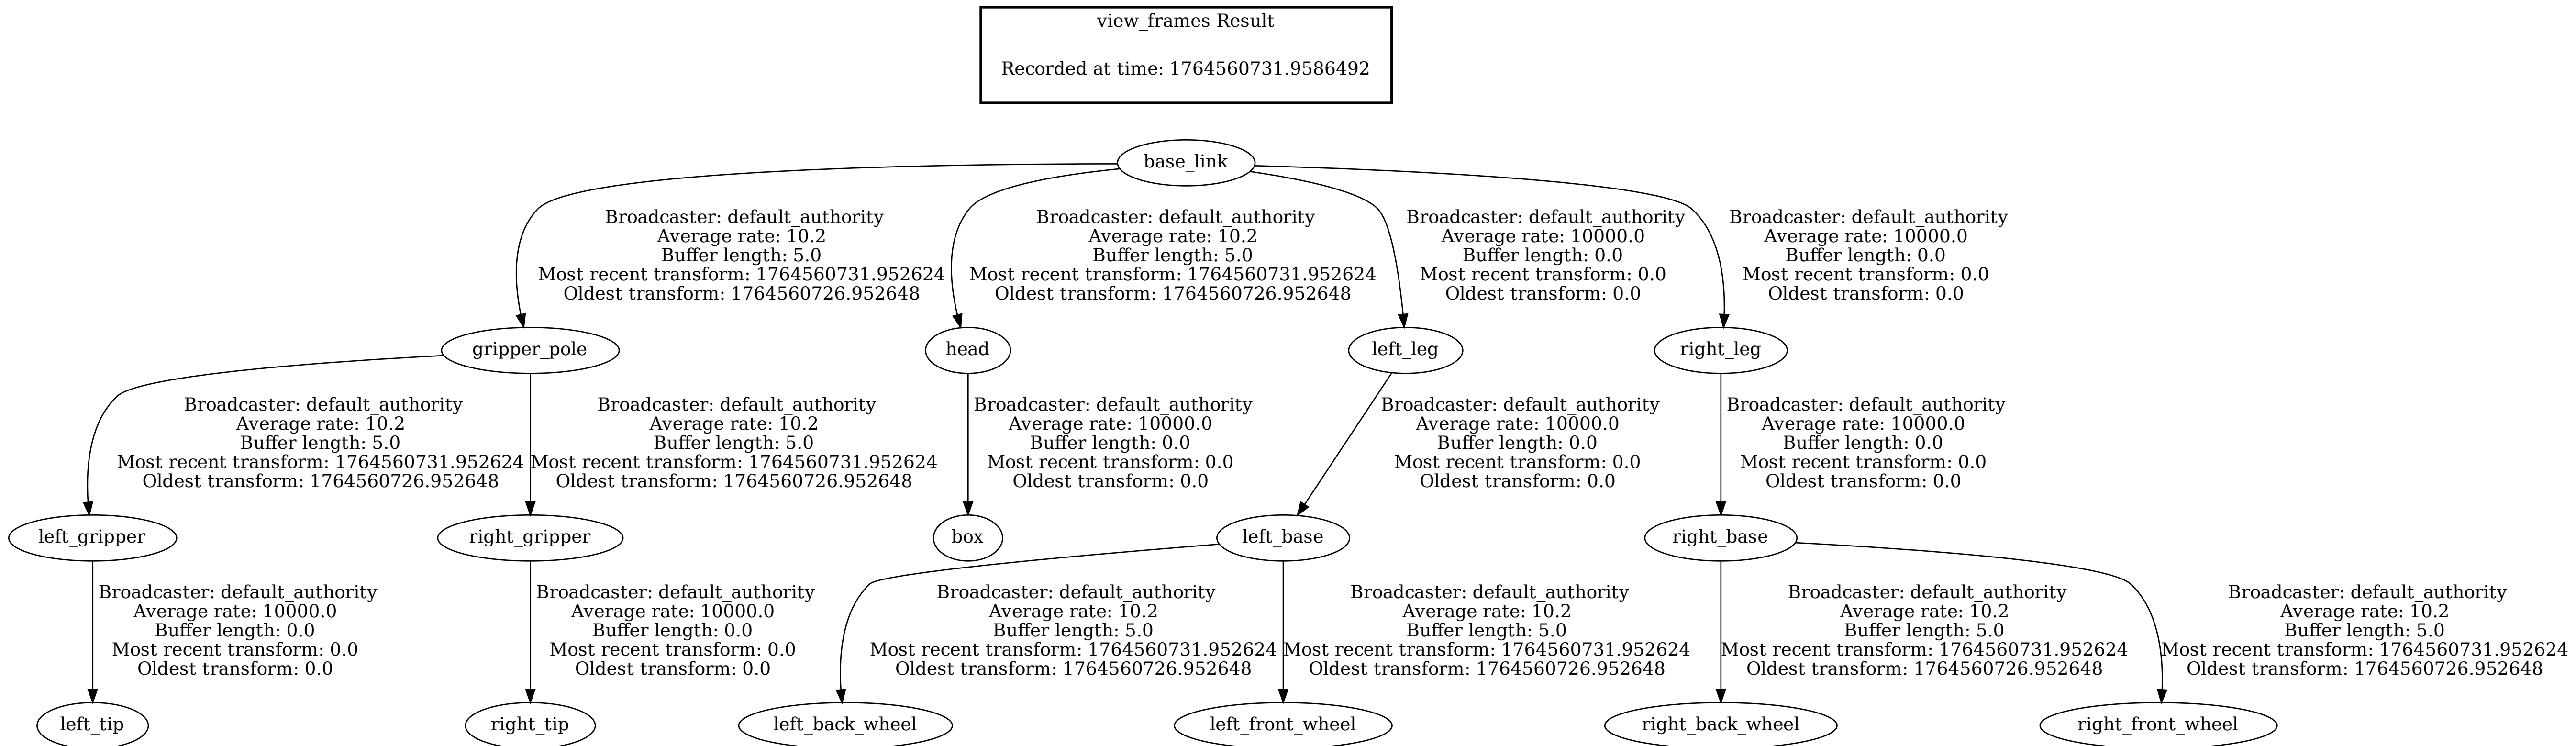 view_frames Result
Recorded at time: 1764560731.9586492
base_link
Broadcaster: default_authority
Average rate: 10.2
Buffer length: 5.0
Most recent transform: 1764560731.952624
Oldest transform: 1764560726.952648
Broadcaster: default_authority
Average rate: 10.2
Buffer length: 5.0
Most recent transform: 1764560731.952624
Oldest transform: 1764560726.952648
Broadcaster: default_authority
Average rate: 10000.0
Buffer length: 0.0
Most recent transform: 0.0
Oldest transform: 0.0
Broadcaster: default_authority
Average rate: 10000.0
Buffer length: 0.0
Most recent transform: 0.0
Oldest transform: 0.0
gripper_pole
head
left_leg
right_leg
Broadcaster: default_authority
Average rate: 10.2
Buffer length: 5.0
Most recent transform: 1764560731.952624
Oldest transform: 1764560726.952648
Broadcaster: default_authority
Average rate: 10.2
Buffer length: 5.0
Most recent transform: 1764560731.952624
Oldest transform: 1764560726.952648
Broadcaster: default_authority
Average rate: 10000.0
Buffer length: 0.0
Most recent transform: 0.0
Oldest transform: 0.0
Broadcaster: default_authority
Average rate: 10000.0
Buffer length: 0.0
Most recent transform: 0.0
Oldest transform: 0.0
Broadcaster: default_authority
Average rate: 10000.0
Buffer length: 0.0
Most recent transform: 0.0
Oldest transform: 0.0
left_gripper
right_gripper
box
left_base
right_base
Broadcaster: default_authority
Average rate: 10000.0
Buffer length: 0.0
Most recent transform: 0.0
Oldest transform: 0.0
Broadcaster: default_authority
Average rate: 10000.0
Buffer length: 0.0
Most recent transform: 0.0
Oldest transform: 0.0
Broadcaster: default_authority
Average rate: 10.2
Buffer length: 5.0
Most recent transform: 1764560731.952624
Oldest transform: 1764560726.952648
Broadcaster: default_authority
Average rate: 10.2
Buffer length: 5.0
Most recent transform: 1764560731.952624
Oldest transform: 1764560726.952648
Broadcaster: default_authority
Average rate: 10.2
Buffer length: 5.0
Most recent transform: 1764560731.952624
Oldest transform: 1764560726.952648
Broadcaster: default_authority
Average rate: 10.2
Buffer length: 5.0
Most recent transform: 1764560731.952624
Oldest transform: 1764560726.952648
left_tip
right_tip
left_back_wheel
left_front_wheel
right_back_wheel
right_front_wheel